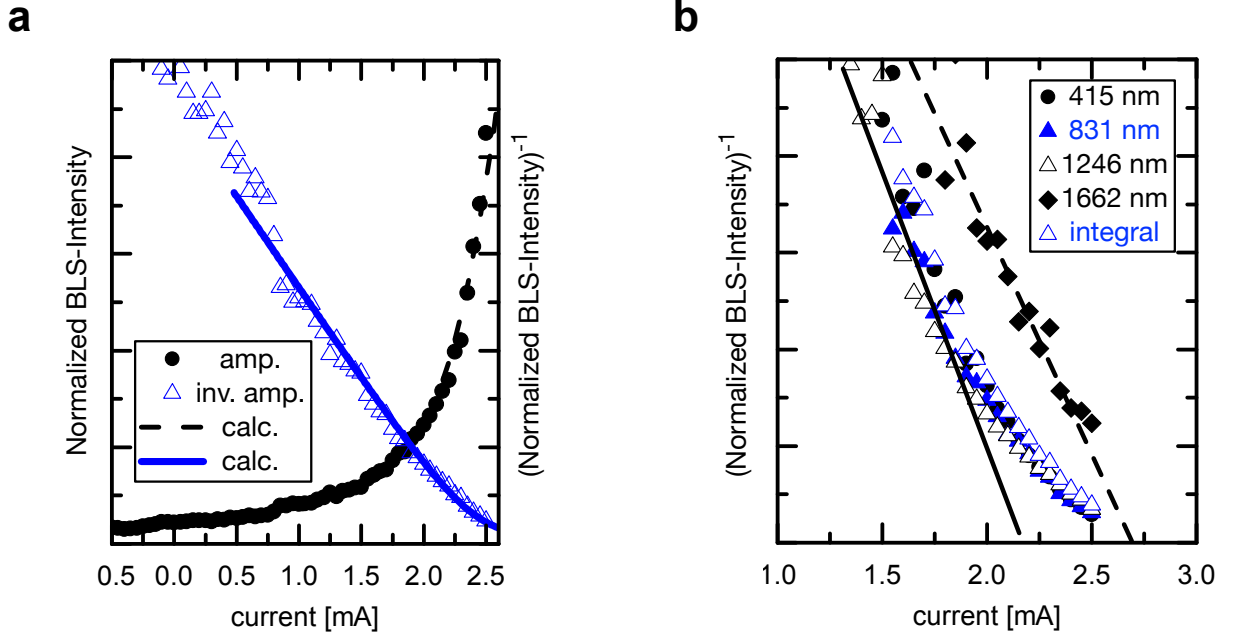 a
Normalized BLS-Intensity
amp.
inv. amp.
calc.
calc.
(Normalized BLS-Intensity)-1
0.5 0.0 0.5 1.0 1.5 2.0 2.5
current [mA]
b
(Normalized BLS-Intensity)-1
415 nm
831 nm
1246 nm
1662 nm
integral
1.0 1.5 2.0 2.5 3.0
current [mA]